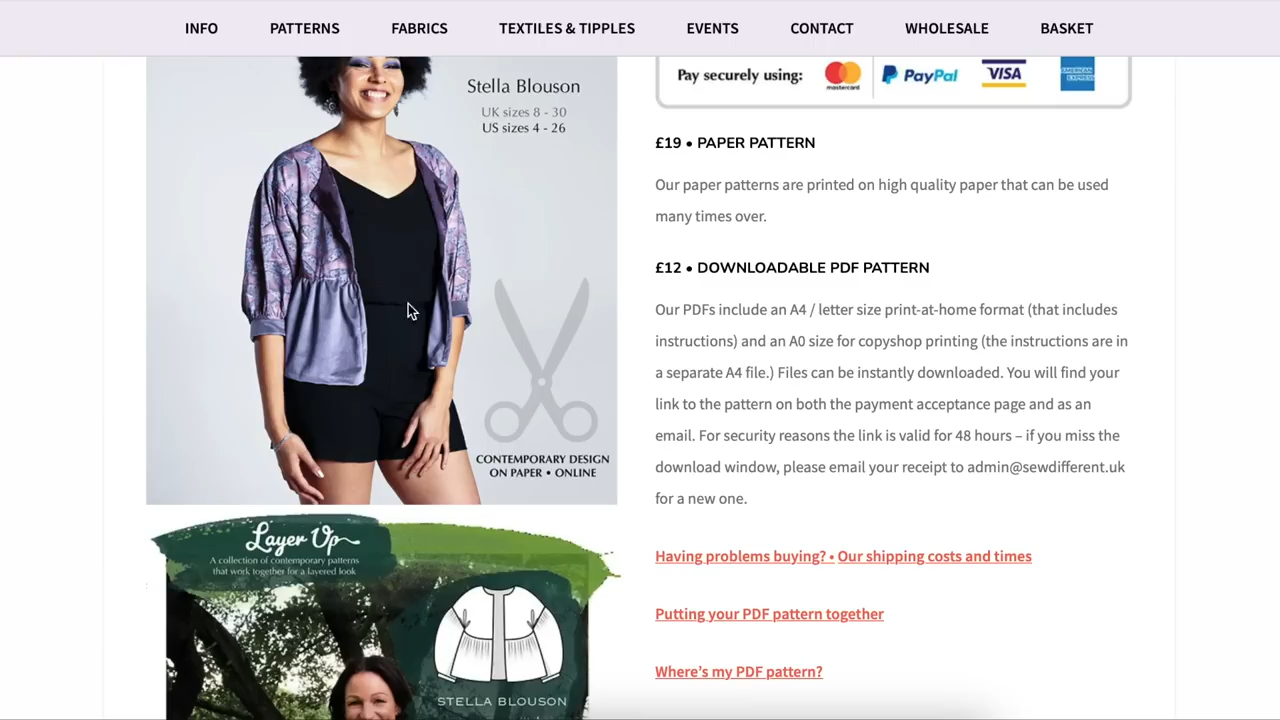 INFO PATTERNS FABRICS TEXTILES & TIPPLES EVENTS CONTACT WHOLESALE BASKET
Stella Blouson
UK sizes 8 - 30
US sizes 4 - 26
CONTEMPORARY DESIGN
ON PAPER • ONLINE
Layer Up
A collection of contemporary patterns
that work together for a layered look
STELLA BLOUSON
Pay securely using: mastercard PayPal VISA AMERICAN EXPRESS
£19 • PAPER PATTERN
Our paper patterns are printed on high quality paper that can be used
many times over.
£12 • DOWNLOADABLE PDF PATTERN
Our PDFs include an A4 / letter size print-at-home format (that includes
instructions) and an A0 size for copyshop printing (the instructions are in
a separate A4 file.) Files can be instantly downloaded. You will find your
link to the pattern on both the payment acceptance page and as an
email. For security reasons the link is valid for 48 hours – if you miss the
download window, please email your receipt to admin@sewdifferent.uk
for a new one.
Having problems buying? • Our shipping costs and times
Putting your PDF pattern together
Where's my PDF pattern?